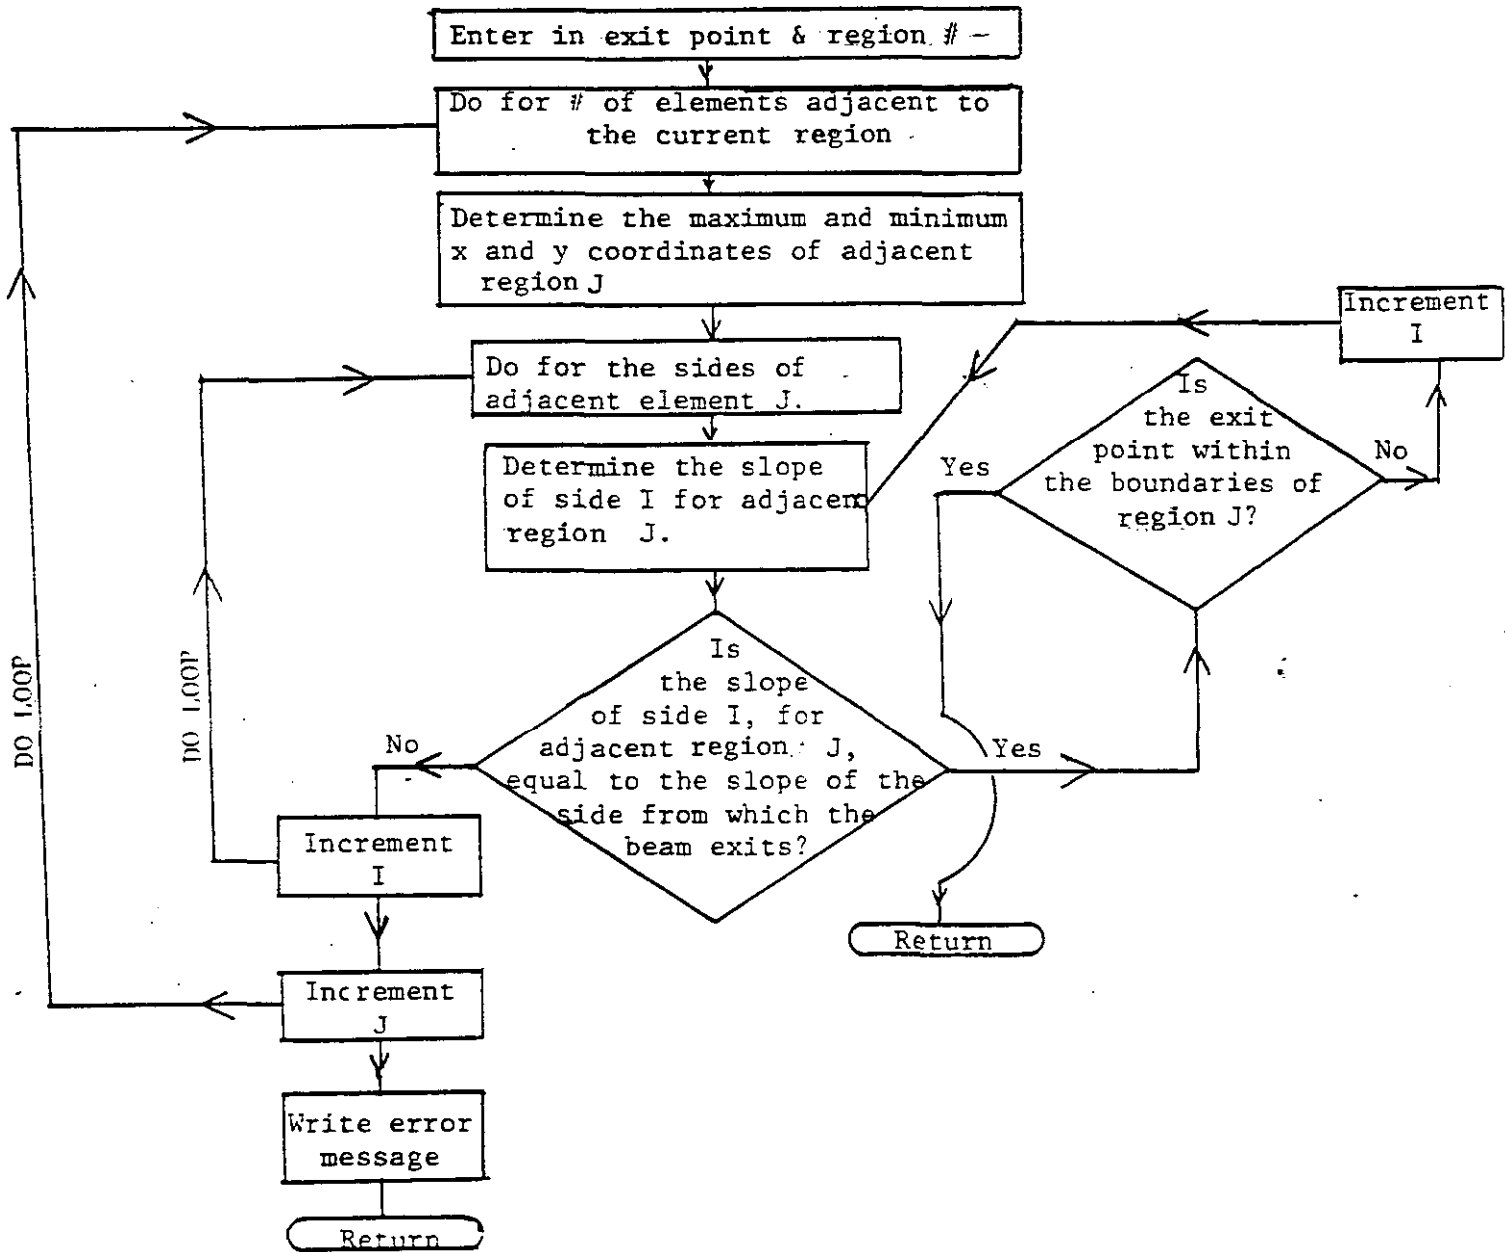 Enter in exit point & region # —
Do for # of elements adjacent to
the current region
Determine the maximum and minimum
x and y coordinates of adjacent
region J
Increment
I
Do for the sides of
adjacent element J.
Is
the exit
point within
the boundaries of
region J?
Yes
No
Determine the slope
of side I for adjacent
region J.
Is
the slope
of side I, for
adjacent region J,
equal to the slope of the
side from which the
beam exits?
No
Yes
DO LOOP
DO LOOP
Increment
I
Return
Increment
J
Write error
message
Return